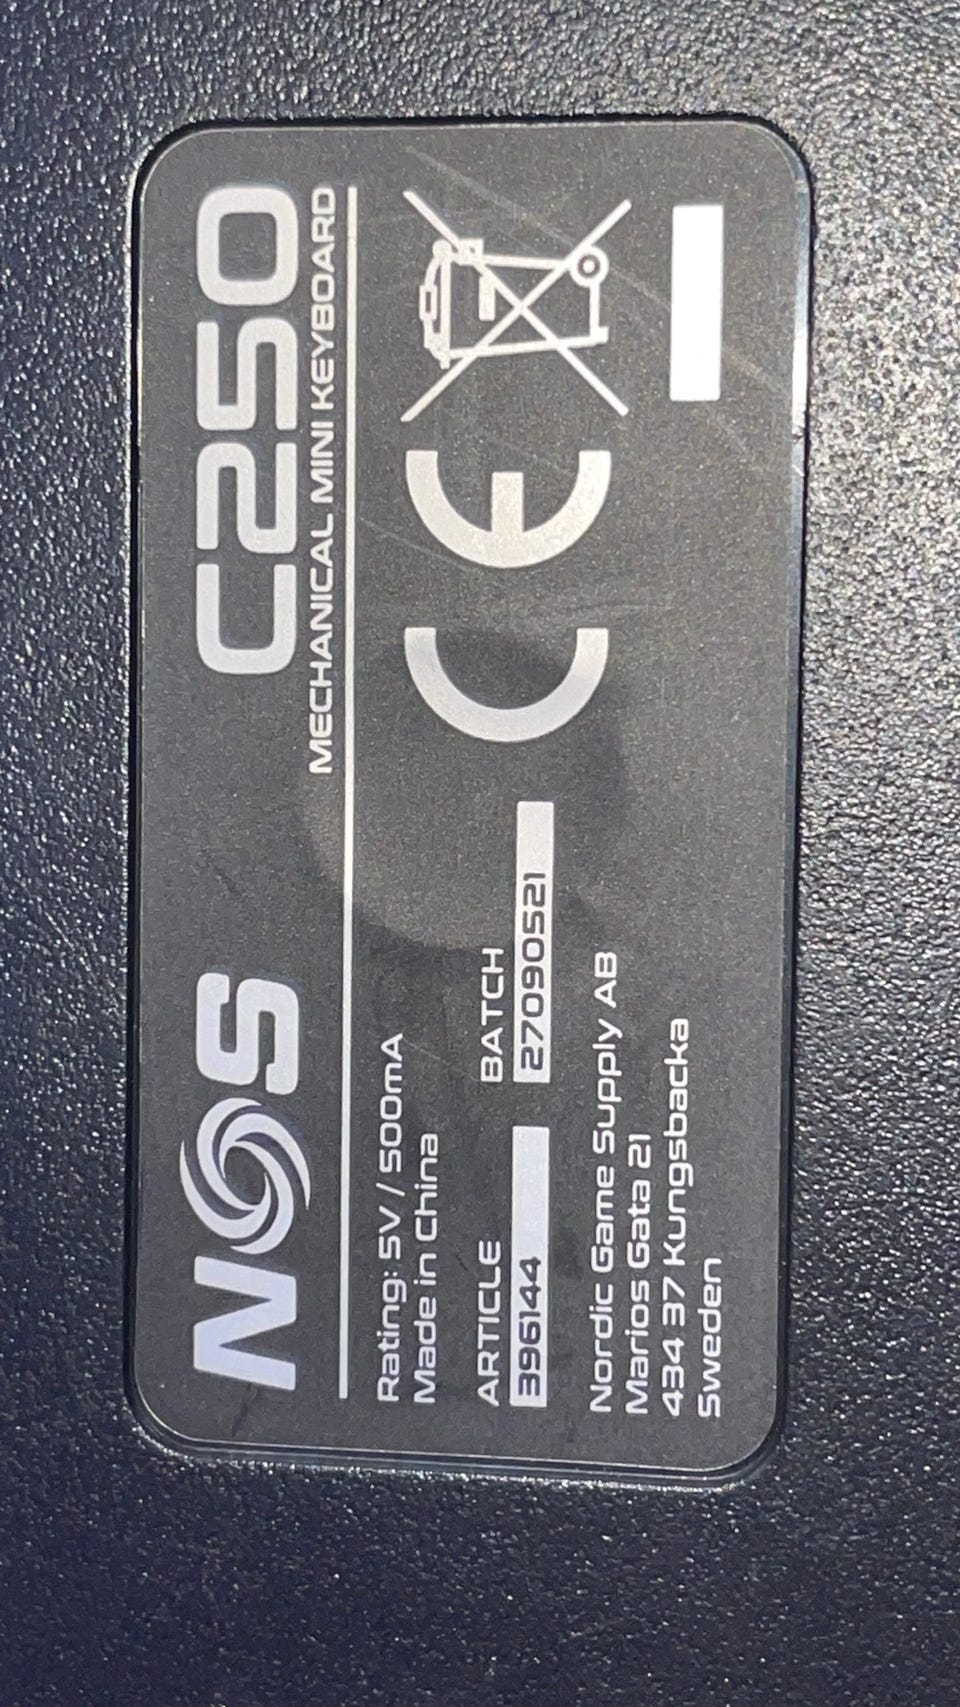 NOS
C250
MECHANICAL MINI KEYBOARD
Rating: 5V / 500mA
Made in China
ARTICLE
396144
BATCH
27090521
Nordic Game Supply AB
Marios Gata 21
434 37 Kungsbacka
Sweden
CE